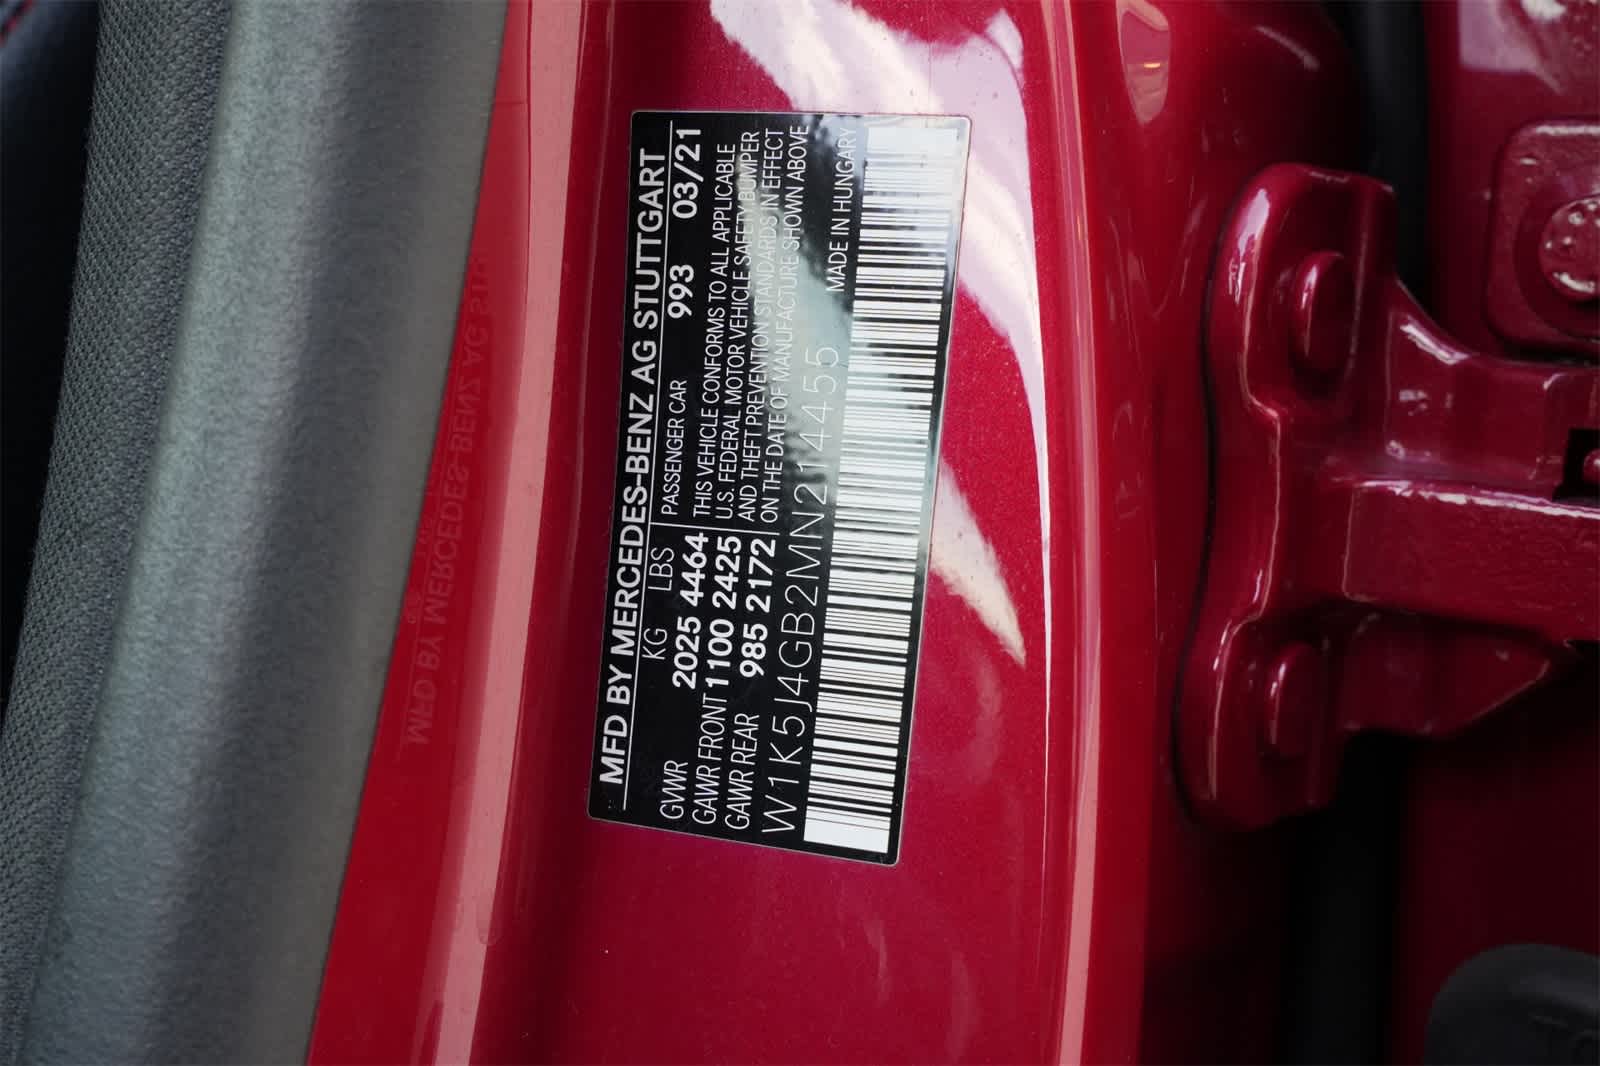 MFD BY MERCEDES-BENZ AG STUTTGART
KG LBS PASSENGER CAR 993 03/21
GVWR 2025 4464 THIS VEHICLE CONFORMS TO ALL APPLICABLE
GAWR FRONT 1100 2425 U.S. FEDERAL MOTOR VEHICLE SAFETY BUMPER
GAWR REAR 985 2172 AND THEFT PREVENTION STANDARDS IN EFFECT
ON THE DATE OF MANUFACTURE SHOWN ABOVE
W1K5J4GB2MN214455 MADE IN HUNGARY